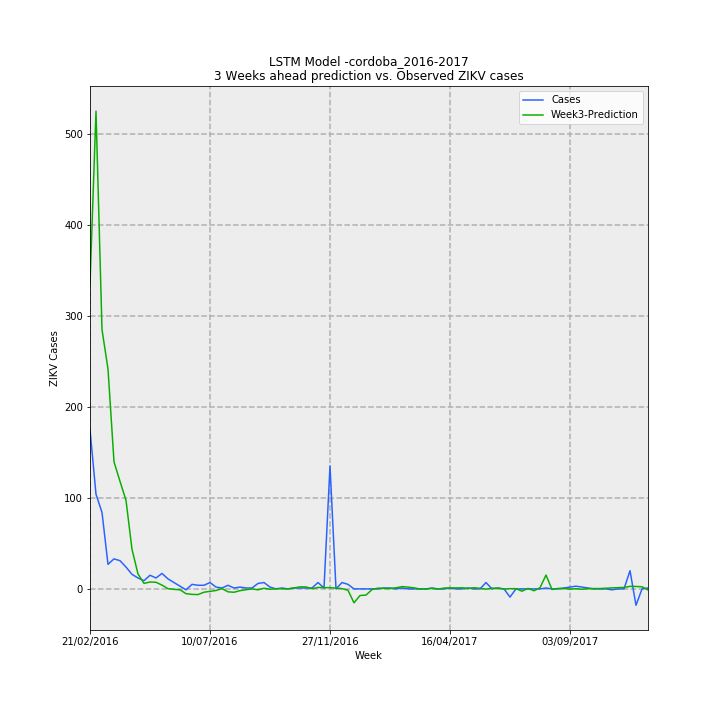 LSTM Model -cordoba_2016-2017
3 Weeks ahead prediction vs. Observed ZIKV cases
Cases
Week3-Prediction
500
400
300
200
100
0
ZIKV Cases
21/02/2016 10/07/2016 27/11/2016 16/04/2017 03/09/2017
Week